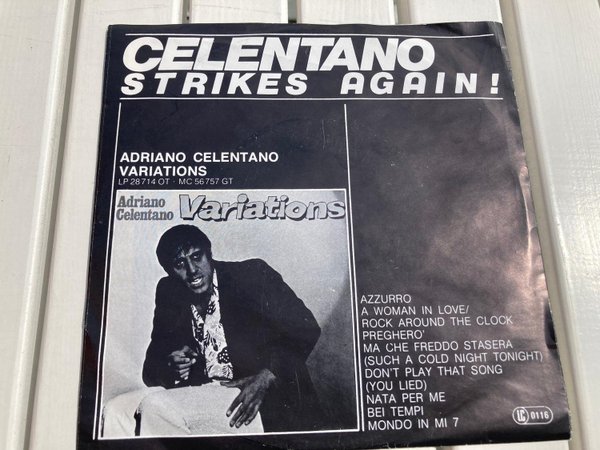 CELENTANO
STRIKES AGAIN!
ADRIANO CELENTANO
VARIATIONS
LP 28714 OT · MC 56757 GT
Adriano
Celentano
Variations
AZZURRO
A WOMAN IN LOVE/
ROCK AROUND THE CLOCK
PREGHERO'
MA CHE FREDDO STASERA
(SUCH A COLD NIGHT TONIGHT)
DON'T PLAY THAT SONG
(YOU LIED)
NATA PER ME
BEI TEMPI
MONDO IN MI 7
LC 0116